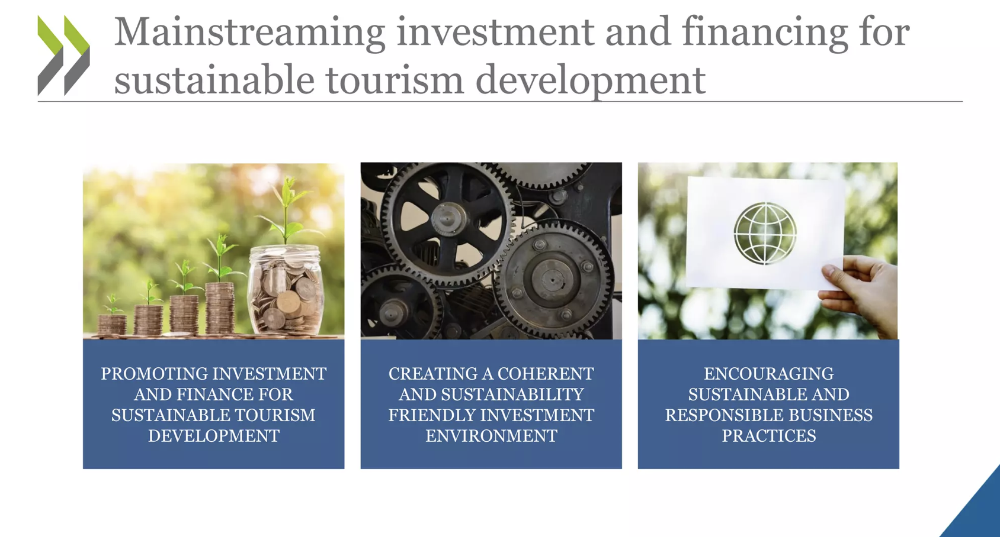 Mainstreaming investment and financing for
sustainable tourism development
PROMOTING INVESTMENT
AND FINANCE FOR
SUSTAINABLE TOURISM
DEVELOPMENT
CREATING A COHERENT
AND SUSTAINABILITY
FRIENDLY INVESTMENT
ENVIRONMENT
ENCOURAGING
SUSTAINABLE AND
RESPONSIBLE BUSINESS
PRACTICES